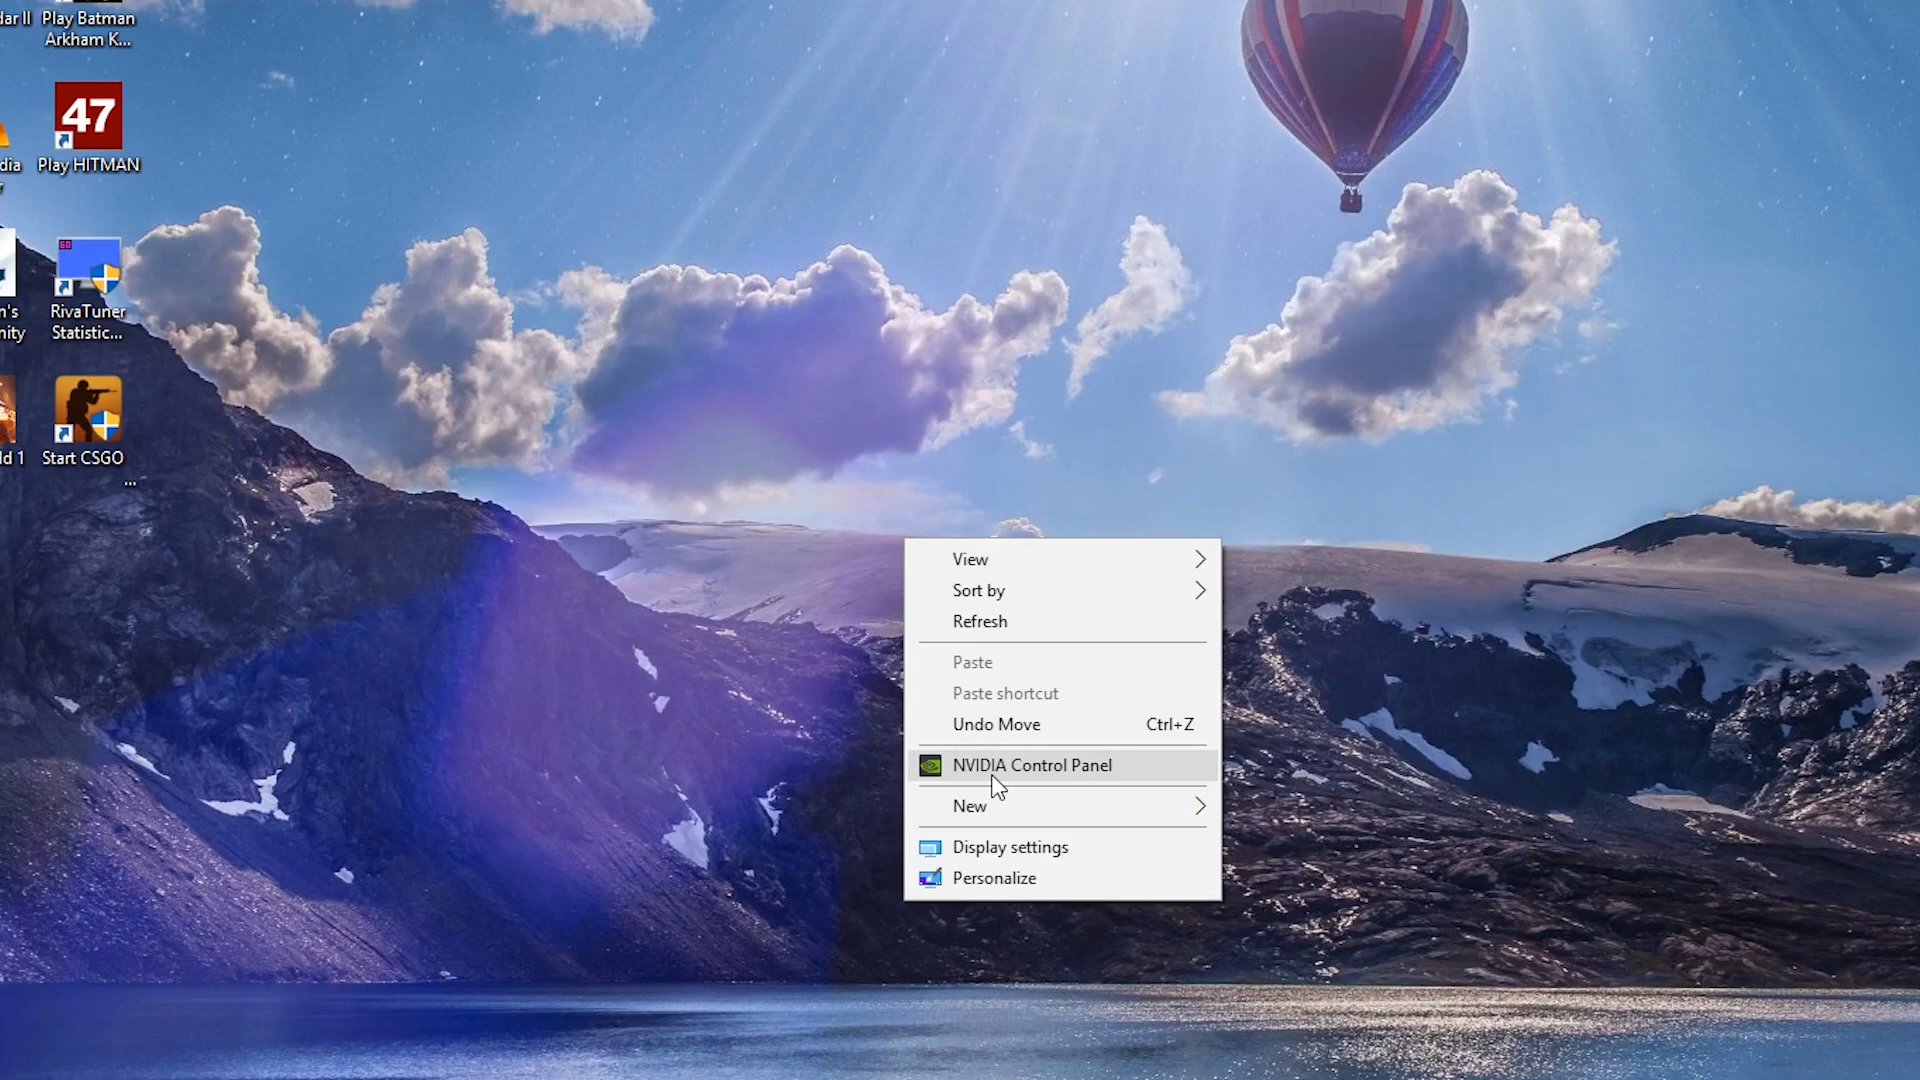 dar II
Play Batman
Arkham K...
47
dia
r
Play HITMAN
60
n's
nity
RivaTuner
Statistic...
ld 1
Start CSGO
...
View
Sort by
Refresh
Paste
Paste shortcut
Undo Move Ctrl+Z
NVIDIA Control Panel
New
Display settings
Personalize